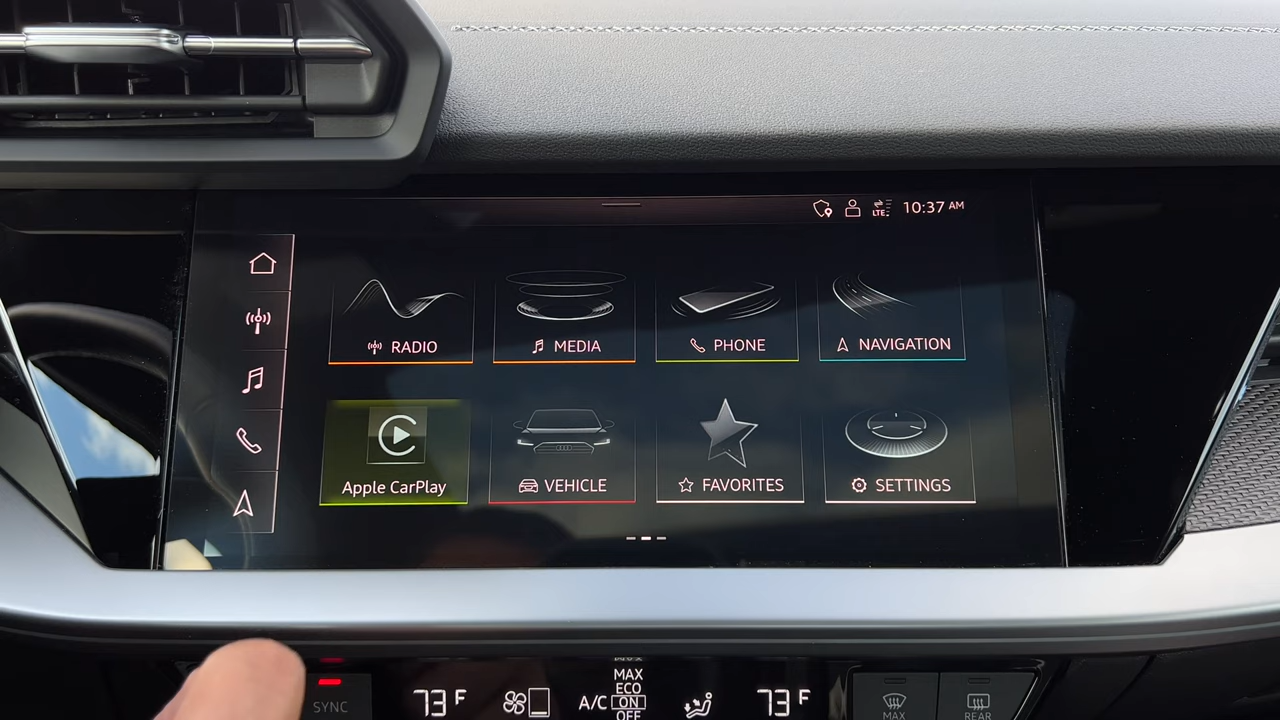 LTE 10:37 AM
RADIO
MEDIA
PHONE
NAVIGATION
Apple CarPlay
VEHICLE
FAVORITES
SETTINGS
SYNC
73 F
A/C
MAX
ECO
ON
OFF
73 F
MAX
REAR